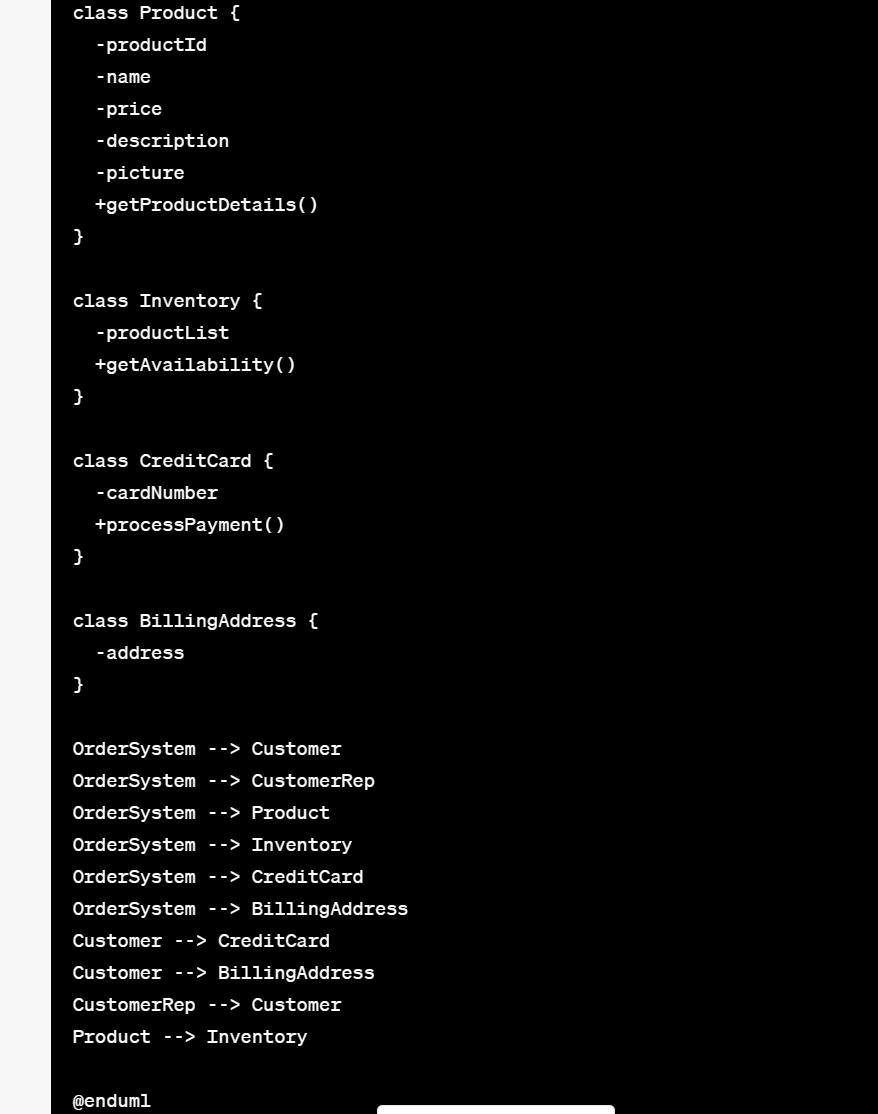 class Product {
  -productId
  -name
  -price
  -description
  -picture
  +getProductDetails()
}
class Inventory {
  -productList
  +getAvailability()
}
class CreditCard {
  -cardNumber
  +processPayment()
}
class BillingAddress {
  -address
}
OrderSystem --> Customer
OrderSystem --> CustomerRep
OrderSystem --> Product
OrderSystem --> Inventory
OrderSystem --> CreditCard
OrderSystem --> BillingAddress
Customer --> CreditCard
Customer --> BillingAddress
CustomerRep --> Customer
Product --> Inventory
@enduml